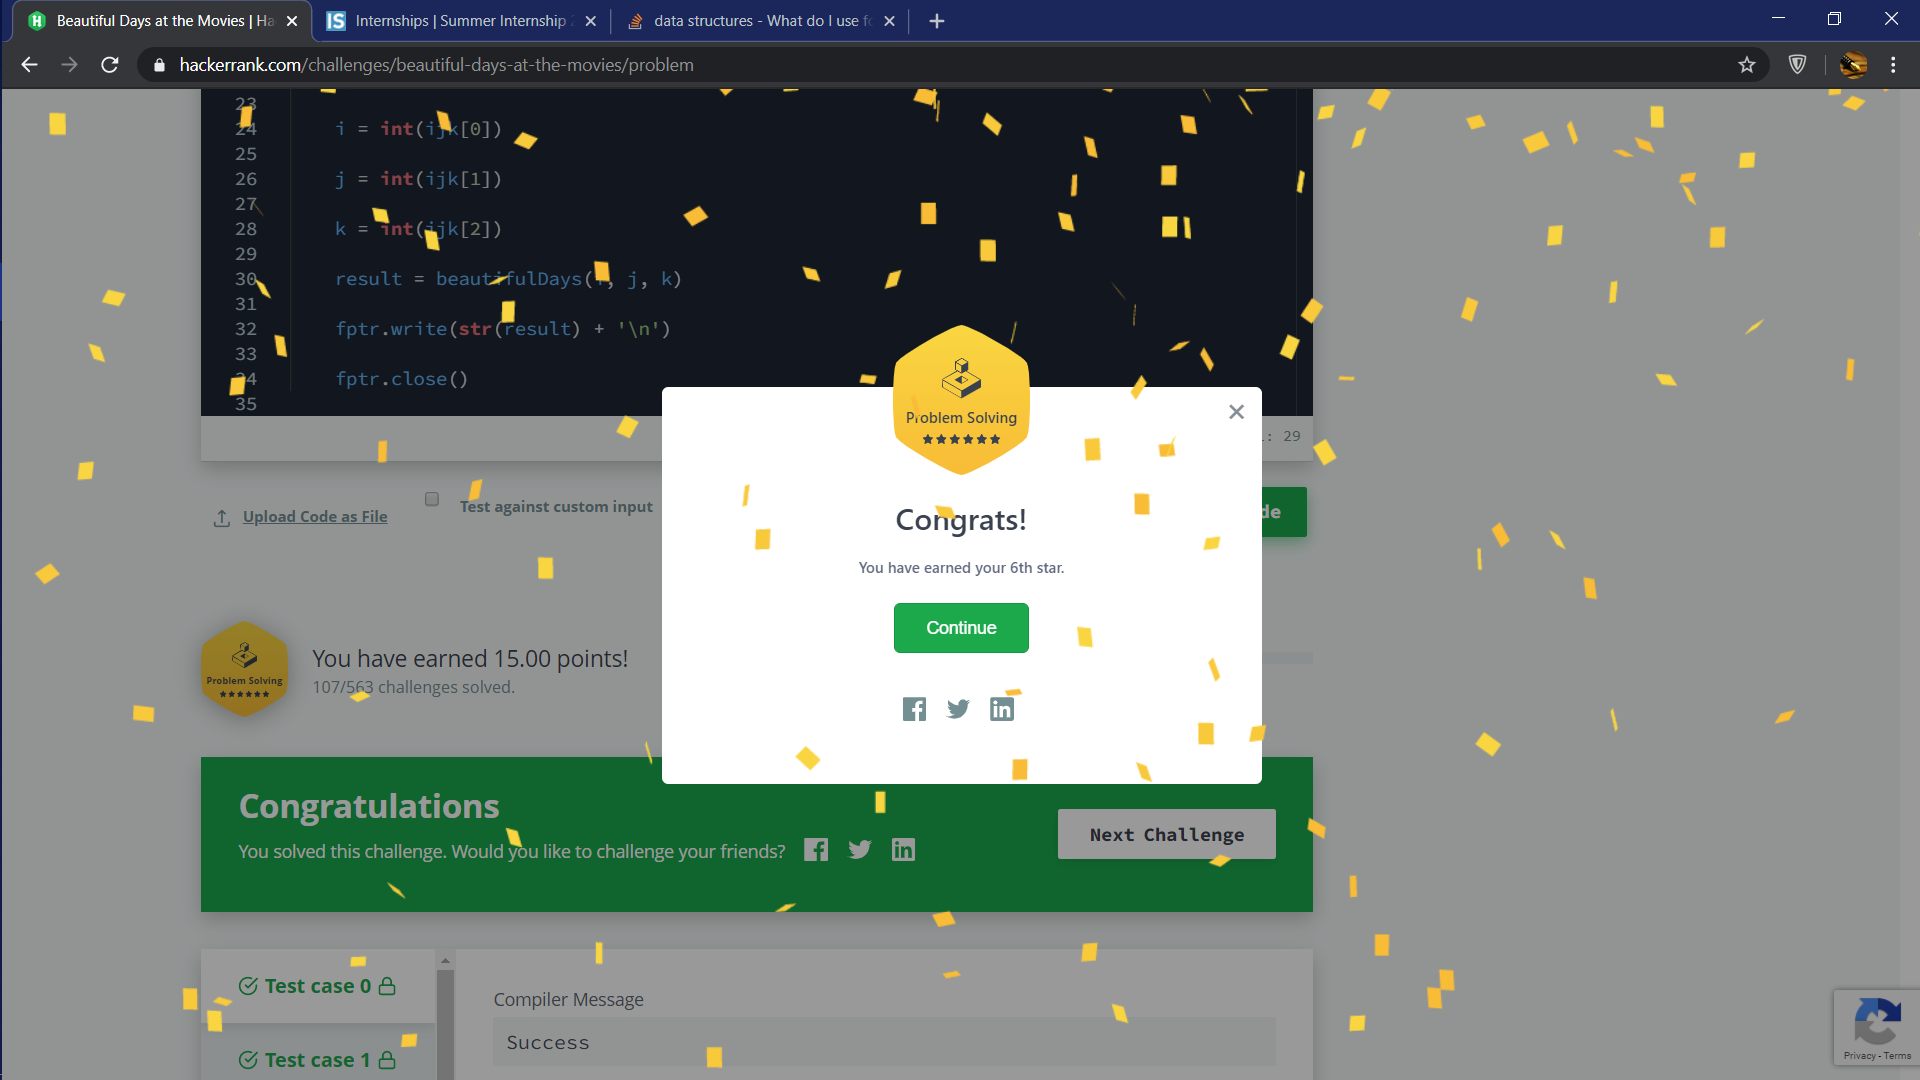 Beautiful Days at the Movies | Ha
Internships | Summer Internship
data structures - What do I use fo
hackerrank.com/challenges/beautiful-days-at-the-movies/problem
23
24 i = int(ijk[0])
25
26 j = int(ijk[1])
27
28 k = int(ijk[2])
29
30 result = beautifulDays(i, j, k)
31
32 fptr.write(str(result) + '\n')
33
34 fptr.close()
35
: 29
Upload Code as File
Test against custom input
de
Problem Solving
Congrats!
You have earned your 6th star.
Continue
Problem Solving
You have earned 15.00 points!
107/563 challenges solved.
Congratulations
You solved this challenge. Would you like to challenge your friends?
Next Challenge
Test case 0
Test case 1
Compiler Message
Success
Privacy - Terms